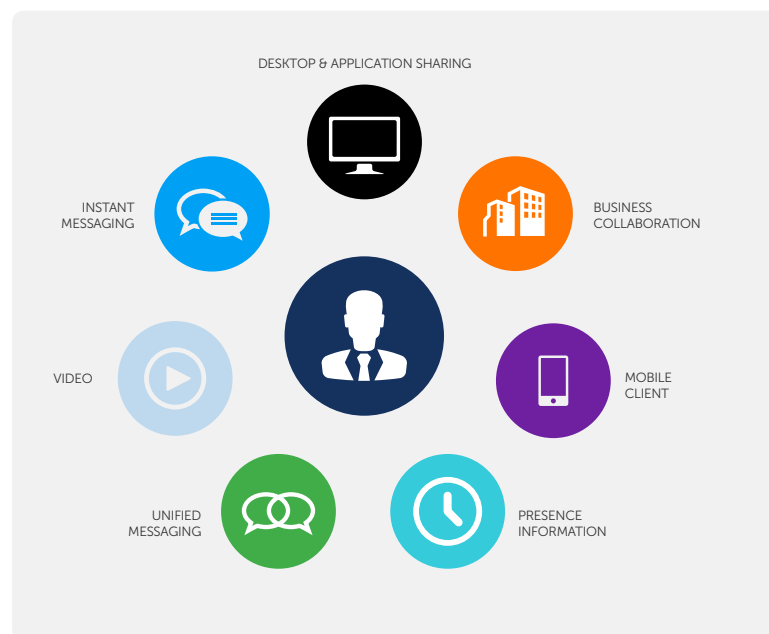 DESKTOP & APPLICATION SHARING
INSTANT
MESSAGING
BUSINESS
COLLABORATION
VIDEO
MOBILE
CLIENT
UNIFIED
MESSAGING
PRESENCE
INFORMATION